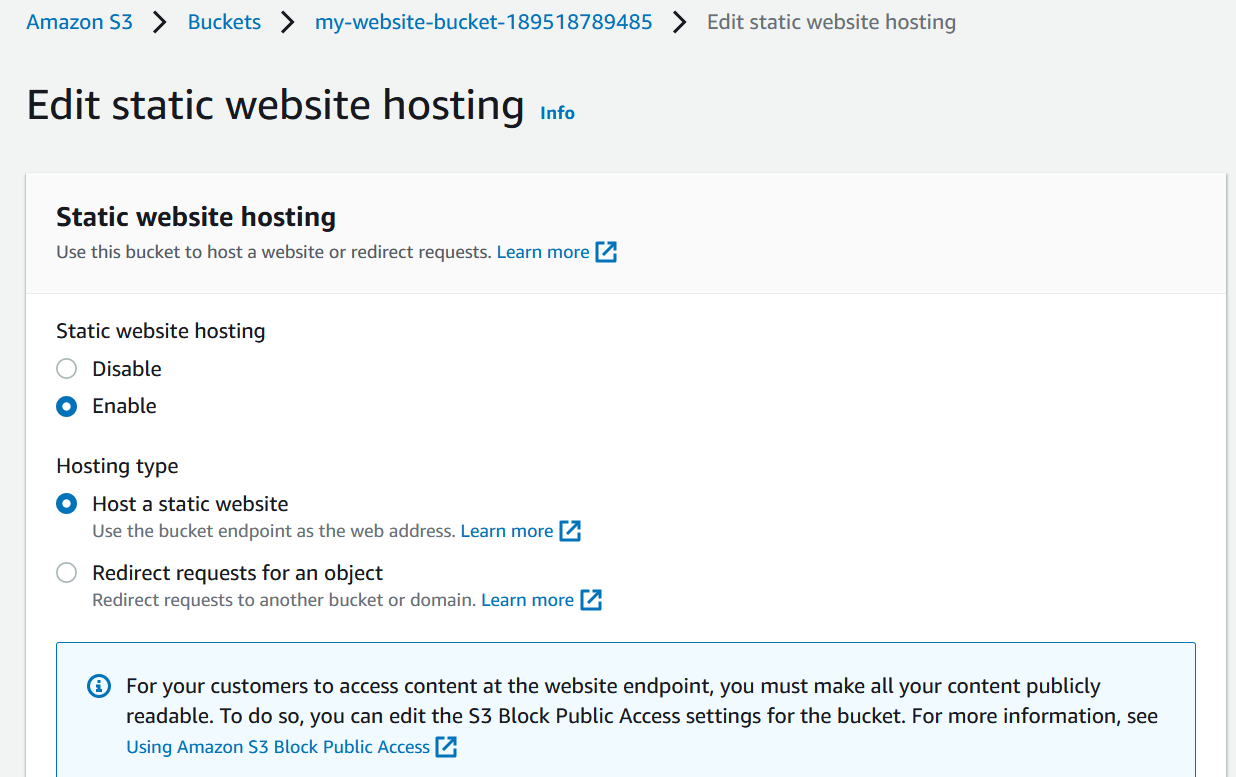 Amazon S3 > Buckets > my-website-bucket-189518789485 > Edit static website hosting
Edit static website hosting Info
Static website hosting
Use this bucket to host a website or redirect requests. Learn more
Static website hosting
Disable
Enable
Hosting type
Host a static website
Use the bucket endpoint as the web address. Learn more
Redirect requests for an object
Redirect requests to another bucket or domain. Learn more
For your customers to access content at the website endpoint, you must make all your content publicly
readable. To do so, you can edit the S3 Block Public Access settings for the bucket. For more information, see
Using Amazon S3 Block Public Access